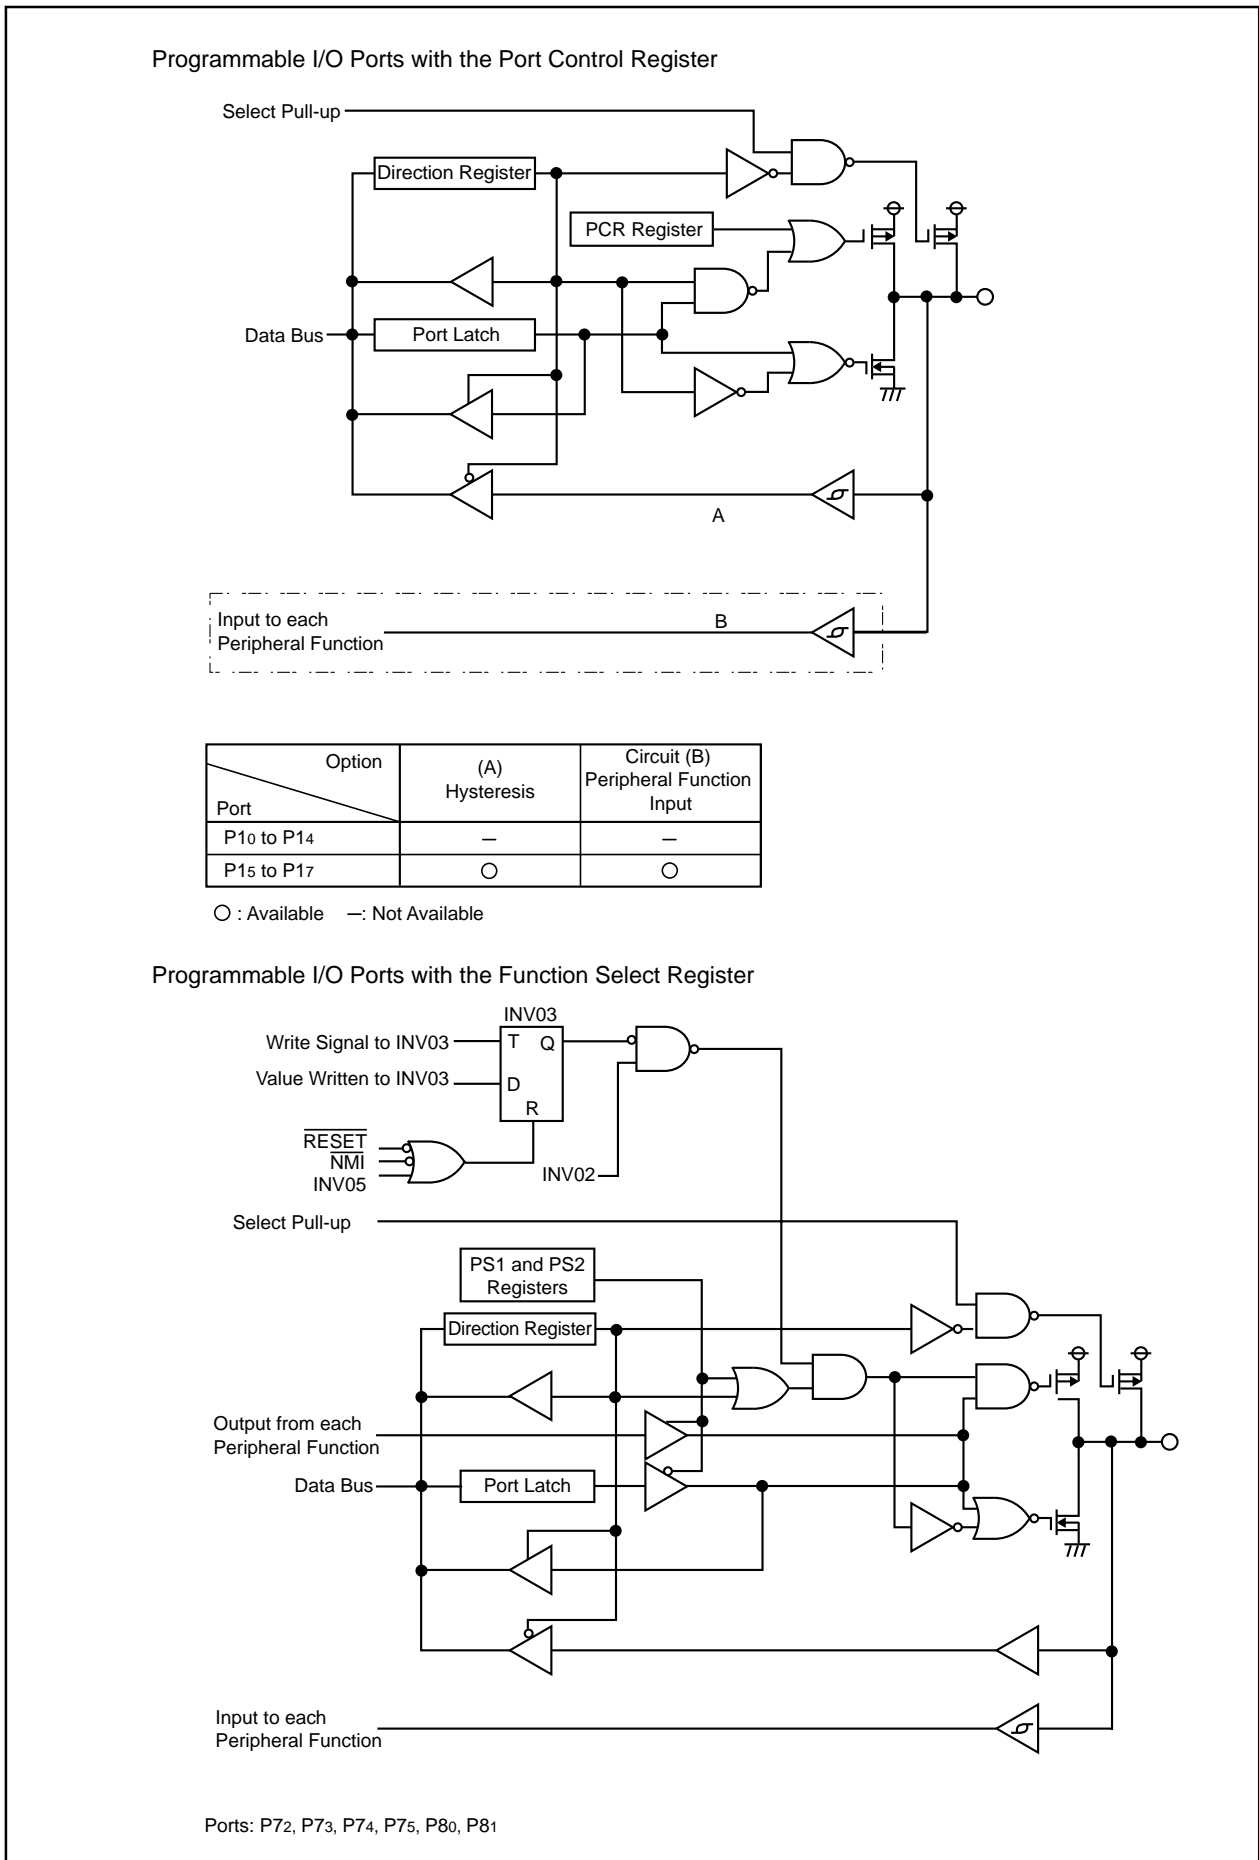 Programmable I/O Ports with the Port Control Register
Select Pull-up
Direction Register
PCR Register
Data Bus
Port Latch
A
Input to each
Peripheral Function
B
Option
Port
(A)
Hysteresis
Circuit (B)
Peripheral Function
Input
P10 to P14
–
–
P15 to P17
○
○
○ : Available –: Not Available
Programmable I/O Ports with the Function Select Register
INV03
Write Signal to INV03
T Q
Value Written to INV03
D
R
RESET
NMI
INV05
INV02
Select Pull-up
PS1 and PS2
Registers
Direction Register
Output from each
Peripheral Function
Data Bus
Port Latch
Input to each
Peripheral Function
Ports: P72, P73, P74, P75, P80, P81